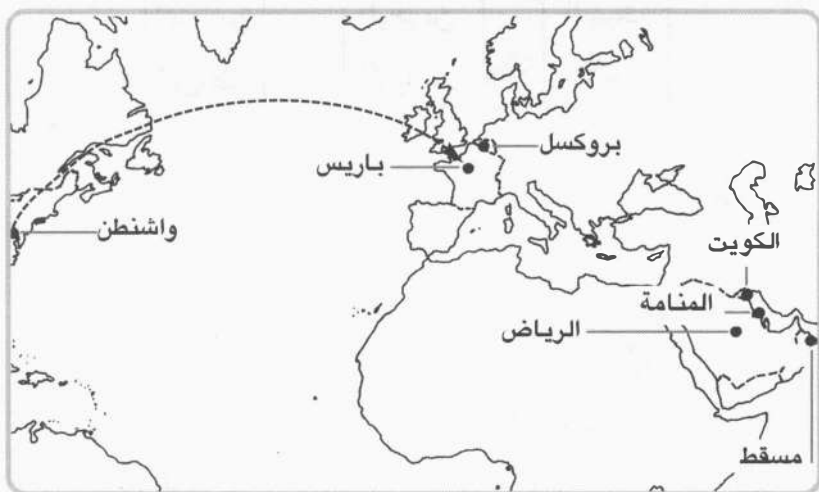 بروكسل
باريس
واشنطن
الكويت
المنامة
الرياض
مسقط